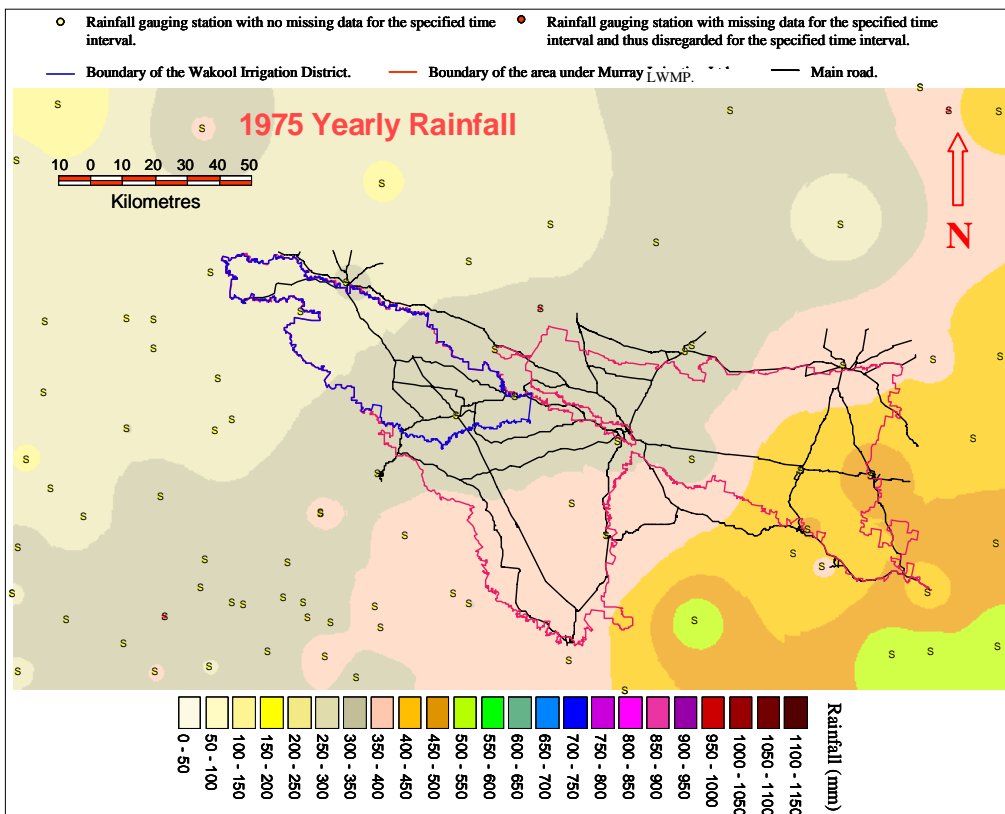 Rainfall gauging station with no missing data for the specified time
interval.
Rainfall gauging station with missing data for the specified time
interval and thus disregarded for the specified time interval.
Boundary of the Wakool Irrigation District.
Boundary of the area under Murray
LWMP.
Main road.
1975 Yearly Rainfall
10 0 10 20 30 40 50
Kilometres
N
0 - 50
50 - 100
100 - 150
150 - 200
200 - 250
250 - 300
300 - 350
350 - 400
400 - 450
450 - 500
500 - 550
550 - 600
600 - 650
650 - 700
700 - 750
750 - 800
800 - 850
850 - 900
900 - 950
950 - 1000
1000 - 1050
1050 - 1100
1100 - 1150
Rainfall (mm)